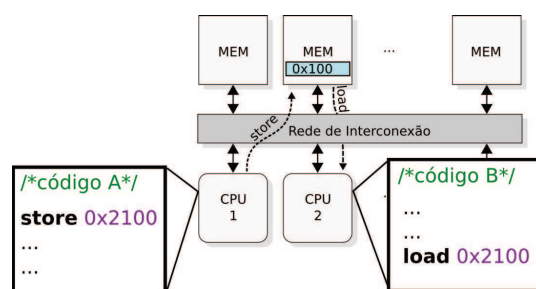 MEM
MEM
...
MEM
0x100
store
load
Rede de Interconexão
/*código A*/
store 0x2100
...
...
CPU
1
CPU
2
/*código B*/
...
...
load 0x2100